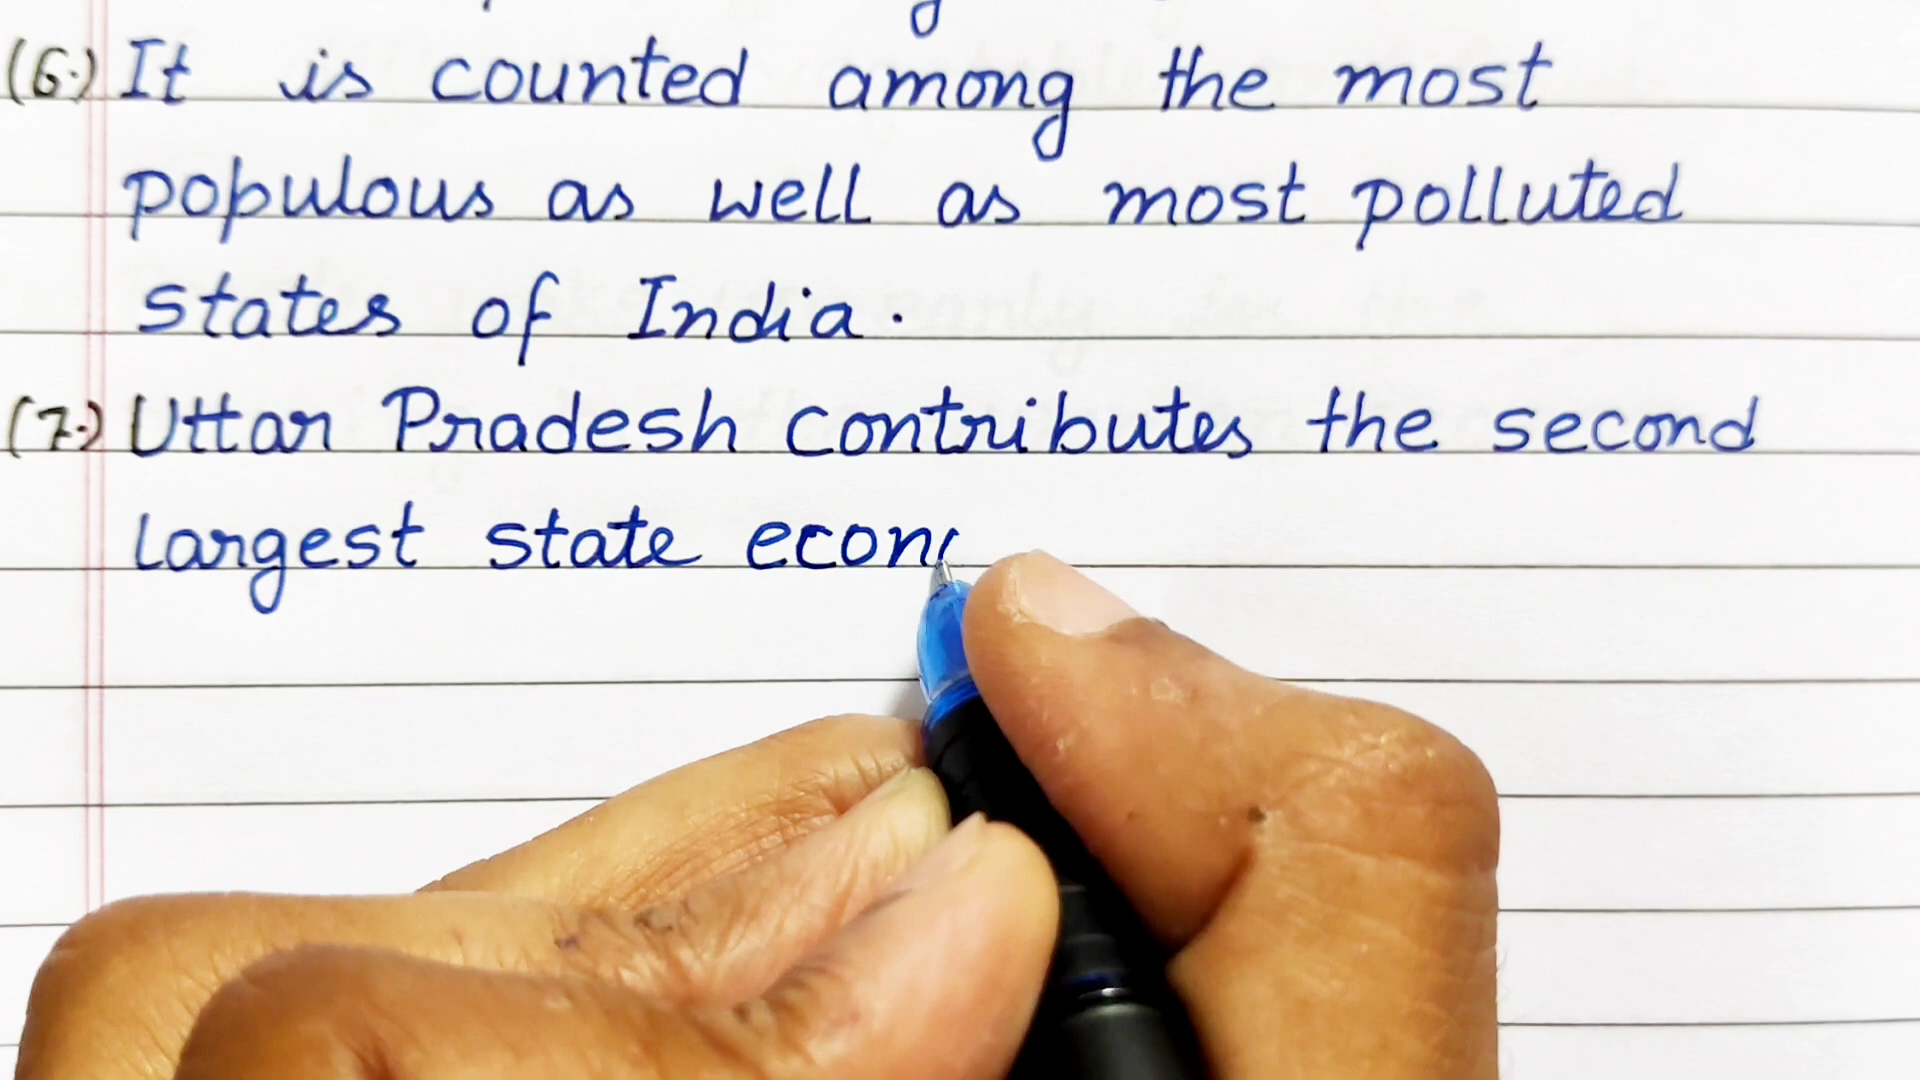 (6.) It is counted among the most
populous as well as most polluted
states of India.
(7.) Uttar Pradesh contributes the second
largest state econ